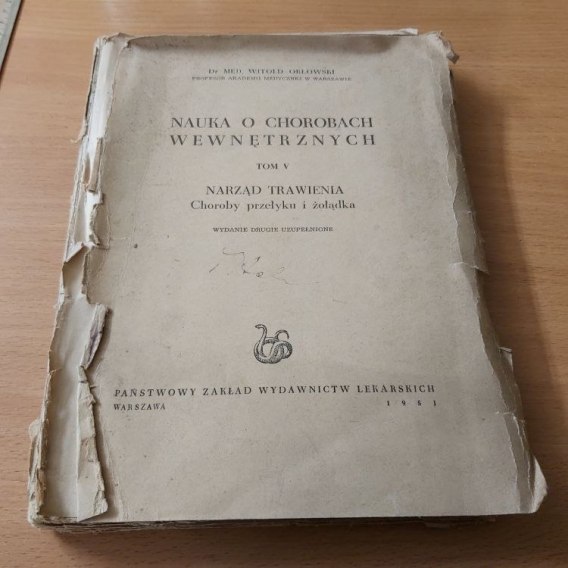 Dr MED. WITOLD ORŁOWSKI
PROFESOR AKADEMII MEDYCZNEJ W WARSZAWIE
NAUKA O CHOROBACH
WEWNĘTRZNYCH
TOM V
NARZĄD TRAWIENIA
Choroby przełyku i żołądka
WYDANIE DRUGIE UZUPEŁNIONE
PAŃSTWOWY ZAKŁAD WYDAWNICTW LEKARSKICH
WARSZAWA 1951